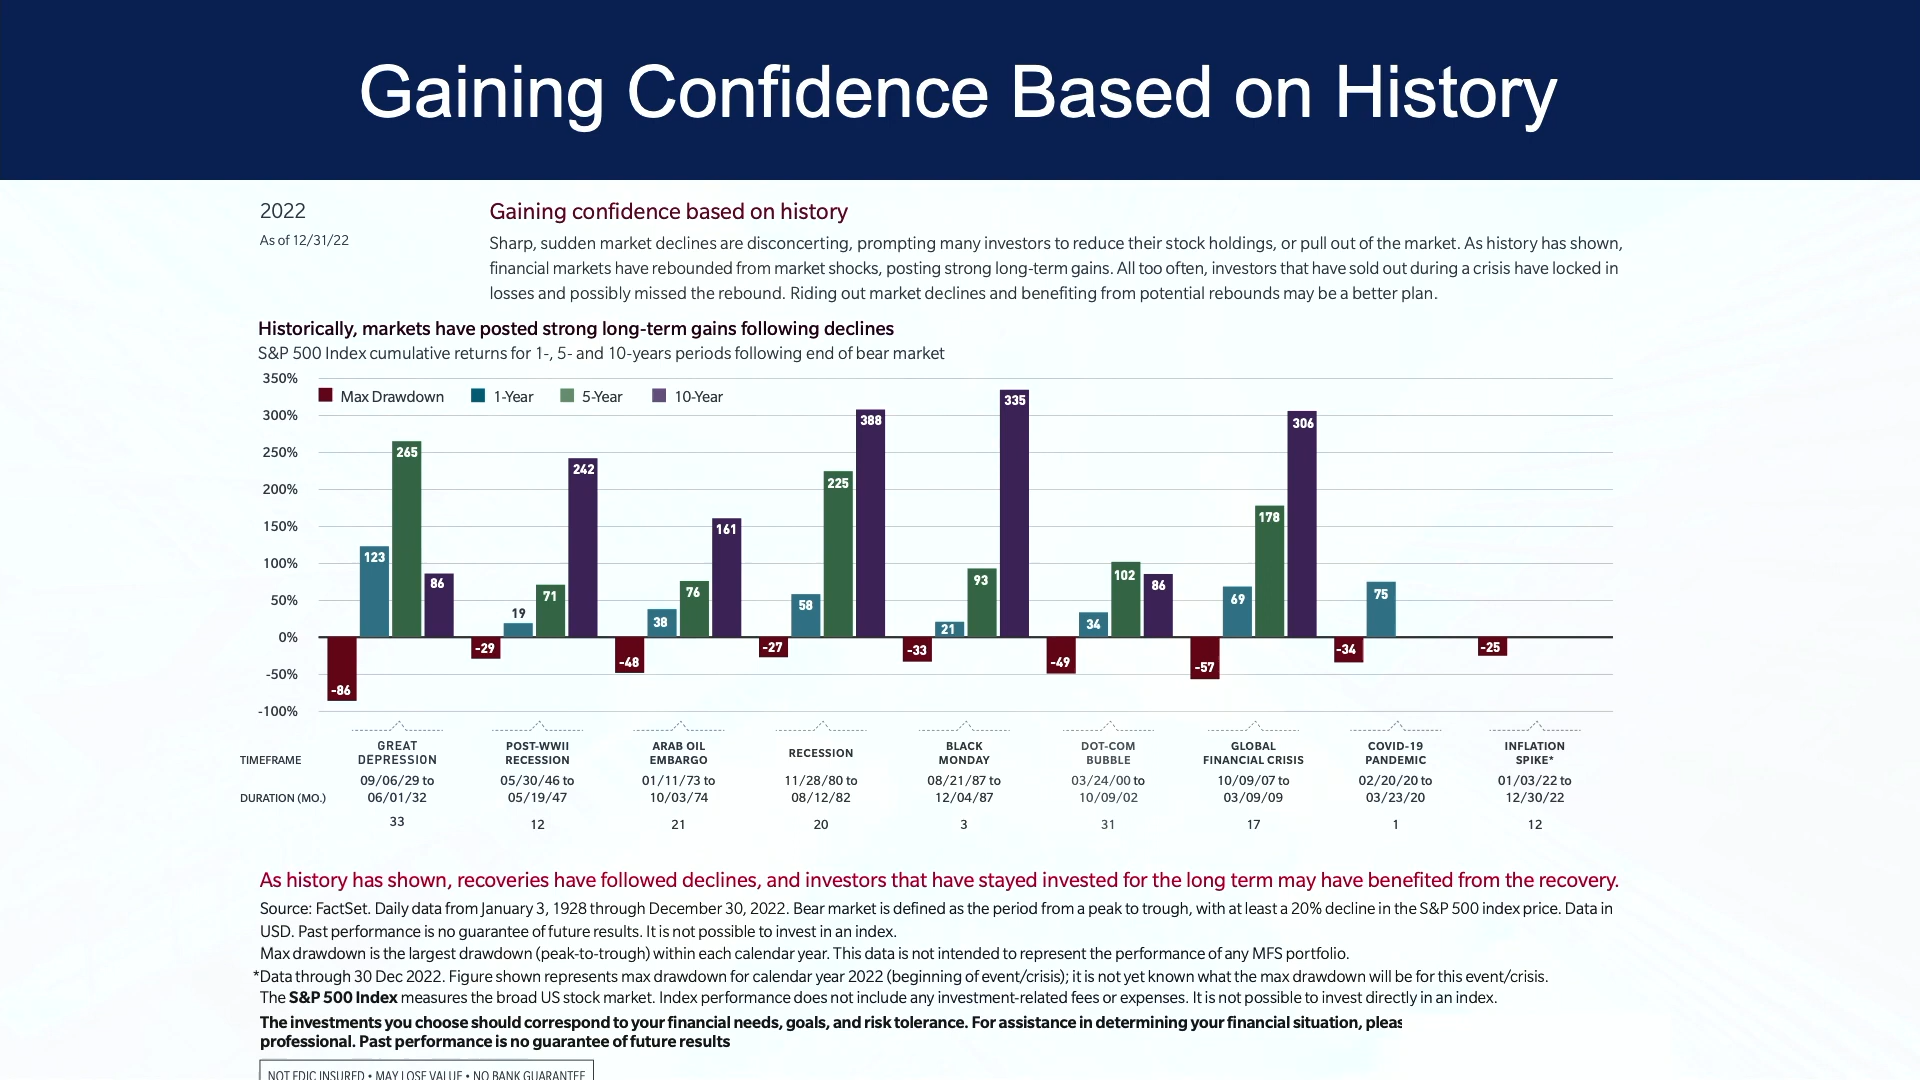 Gaining Confidence Based on History
2022
As of 12/31/22
Gaining confidence based on history
Sharp, sudden market declines are disconcerting, prompting many investors to reduce their stock holdings, or pull out of the market. As history has shown,
financial markets have rebounded from market shocks, posting strong long-term gains. All too often, investors that have sold out during a crisis have locked in
losses and possibly missed the rebound. Riding out market declines and benefiting from potential rebounds may be a better plan.
Historically, markets have posted strong long-term gains following declines
S&P 500 Index cumulative returns for 1-, 5- and 10-years periods following end of bear market
Max Drawdown 1-Year 5-Year 10-Year
350%
300%
250%
200%
150%
100%
50%
0%
-50%
-100%
-86 123 265 86
-29 19 71 242
-48 38 76 161
-27 58 225 388
-33 21 93 335
-49 34 102 86
-57 69 178 306
-34 75
-25
TIMEFRAME
DURATION (MO.)
GREAT
DEPRESSION
09/06/29 to
06/01/32
33
POST-WWII
RECESSION
05/30/46 to
05/19/47
12
ARAB OIL
EMBARGO
01/11/73 to
10/03/74
21
RECESSION
11/28/80 to
08/12/82
20
BLACK
MONDAY
08/21/87 to
12/04/87
3
DOT-COM
BUBBLE
03/24/00 to
10/09/02
31
GLOBAL
FINANCIAL CRISIS
10/09/07 to
03/09/09
17
COVID-19
PANDEMIC
02/20/20 to
03/23/20
1
INFLATION
SPIKE*
01/03/22 to
12/30/22
12
As history has shown, recoveries have followed declines, and investors that have stayed invested for the long term may have benefited from the recovery.
Source: FactSet. Daily data from January 3, 1928 through December 30, 2022. Bear market is defined as the period from a peak to trough, with at least a 20% decline in the S&P 500 index price. Data in
USD. Past performance is no guarantee of future results. It is not possible to invest in an index.
Max drawdown is the largest drawdown (peak-to-trough) within each calendar year. This data is not intended to represent the performance of any MFS portfolio.
*Data through 30 Dec 2022. Figure shown represents max drawdown for calendar year 2022 (beginning of event/crisis); it is not yet known what the max drawdown will be for this event/crisis.
The S&P 500 Index measures the broad US stock market. Index performance does not include any investment-related fees or expenses. It is not possible to invest directly in an index.
The investments you choose should correspond to your financial needs, goals, and risk tolerance. For assistance in determining your financial situation, pleas
professional. Past performance is no guarantee of future results
NOT FDIC INSURED • MAY LOSE VALUE • NO BANK GUARANTEE